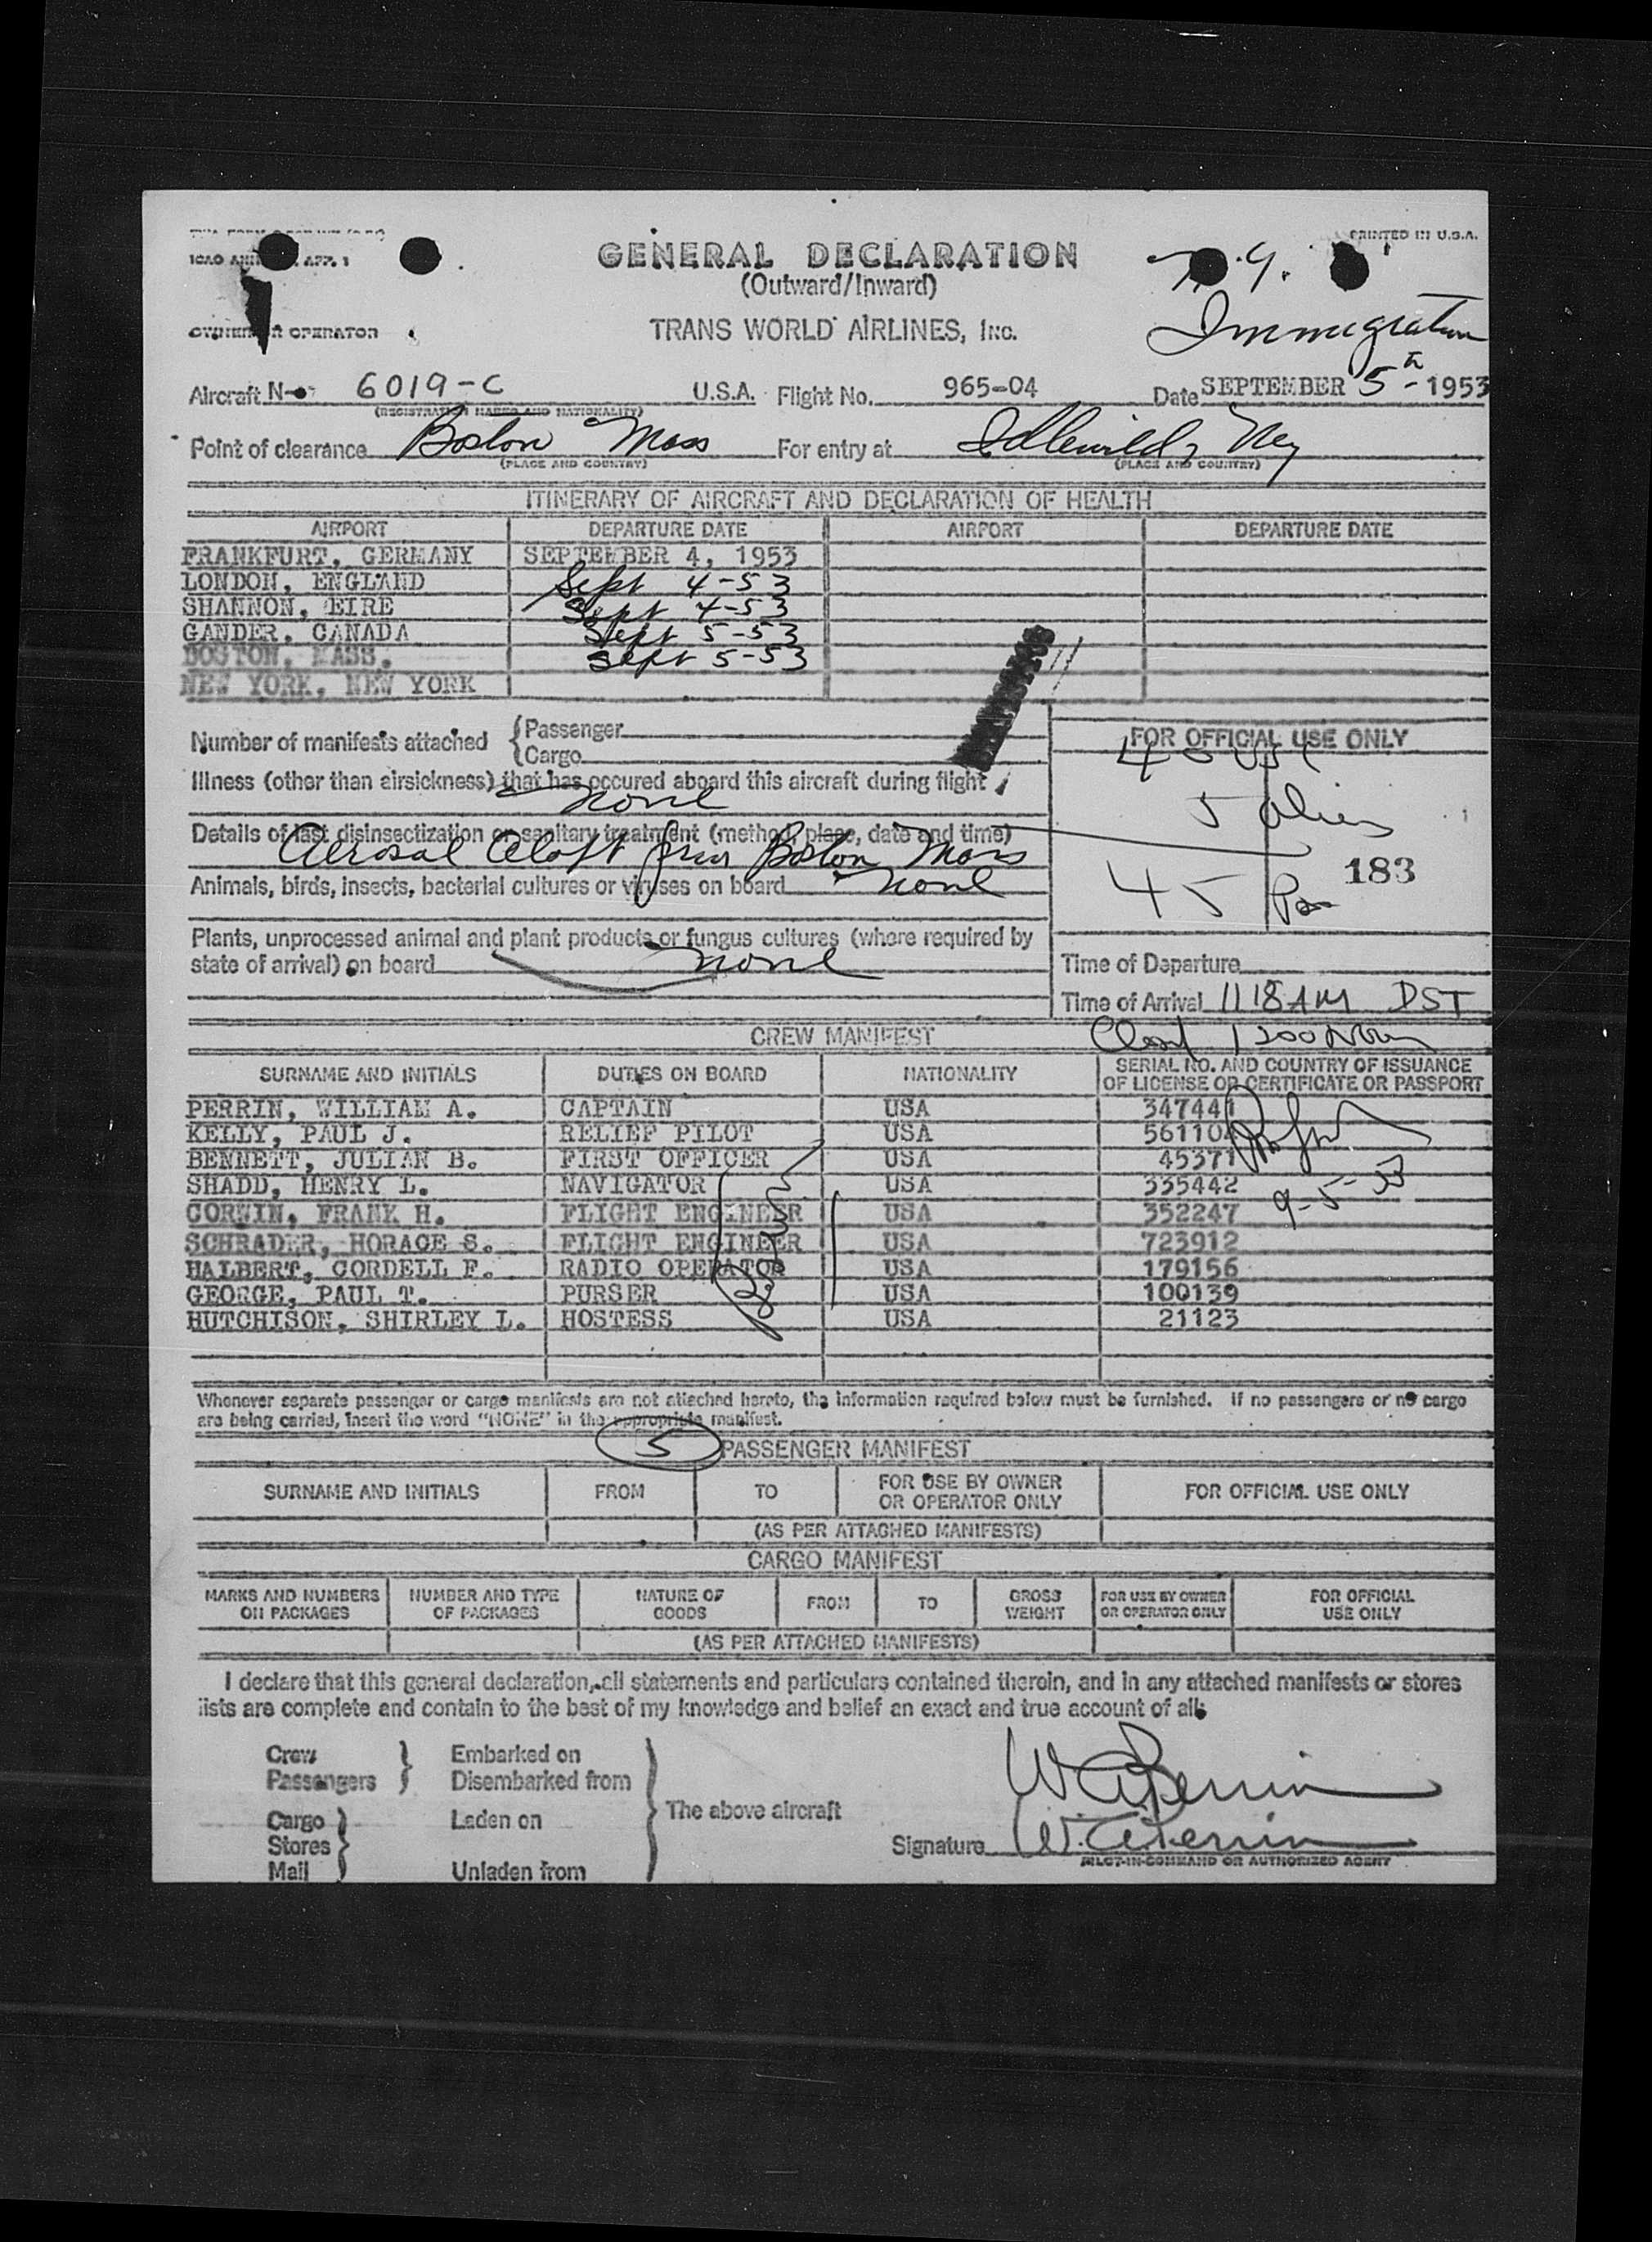 PRINTED IN U.S.A.
ICAO APP. 1
GENERAL DECLARATION
(Outward/Inward)
OR OPERATOR
TRANS WORLD AIRLINES, INC.
Immigration
Aircraft N 6019-C U.S.A. Flight No. 965-04 Date SEPTEMBER 5th - 1953
(REGISTRATION MARKS AND NATIONALITY)
Point of clearance Boston Mass For entry at Idlewild, NY
(PLACE AND COUNTRY) (PLACE AND COUNTRY)
ITINERARY OF AIRCRAFT AND DECLARATION OF HEALTH
AIRPORT DEPARTURE DATE AIRPORT DEPARTURE DATE
FRANKFURT, GERMANY SEPTEMBER 4, 1953
LONDON, ENGLAND Sept 4-53
SHANNON, EIRE Sept 4-53
GANDER, CANADA Sept 5-53
BOSTON, MASS. Sept 5-53
NEW YORK, NEW YORK
Number of manifests attached {Passenger
{Cargo
FOR OFFICIAL USE ONLY
Illness (other than airsickness) that has occured aboard this aircraft during flight
none
5 Alien
Details of last disinsectization or sanitary treatment (method, place, date and time)
Aerosol Aloft prior Boston Mass
183
45
Animals, birds, insects, bacterial cultures or viruses on board none
Plants, unprocessed animal and plant products or fungus cultures (where required by
state of arrival) on board none
Time of Departure
Time of Arrival 1118 AM DST
CREW MANIFEST
1200 Noon
SURNAME AND INITIALS DUTIES ON BOARD NATIONALITY SERIAL NO. AND COUNTRY OF ISSUANCE
OF LICENSE OR CERTIFICATE OR PASSPORT
PERRIN, WILLIAM A. CAPTAIN USA 347441
KELLY, PAUL J. RELIEF PILOT USA
BENNETT, JULIAN B. FIRST OFFICER USA 45371
SHADD, HENRY L. NAVIGATOR USA 335442
9-5-53
CORWIN, FRANK H. FLIGHT ENGINEER USA 352247
SCHRADER, HORACE S. FLIGHT ENGINEER USA 723912
HALBERT, CORDELL F. RADIO OPERATOR USA 179156
GEORGE, PAUL T. PURSER USA 100139
HUTCHISON, SHIRLEY L. HOSTESS USA 21123
Whenever separate passenger or cargo manifests are not attached hereto, the information required below must be furnished. If no passengers or no cargo
are being carried, insert the word "NONE" in the appropriate manifest.
5 PASSENGER MANIFEST
SURNAME AND INITIALS FROM TO FOR USE BY OWNER
OR OPERATOR ONLY FOR OFFICIAL USE ONLY
(AS PER ATTACHED MANIFESTS)
CARGO MANIFEST
MARKS AND NUMBERS
ON PACKAGES NUMBER AND TYPE
OF PACKAGES NATURE OF
GOODS FROM TO GROSS
WEIGHT FOR USE BY OWNER
OR OPERATOR ONLY FOR OFFICIAL
USE ONLY
(AS PER ATTACHED MANIFESTS)
I declare that this general declaration, all statements and particulars contained therein, and in any attached manifests or stores
lists are complete and contain to the best of my knowledge and belief an exact and true account of all:
Crew
Passengers } Embarked on
Disembarked from
Cargo
Stores
Mail } Laden on
Unladen from
} The above aircraft
W A Perrin
Signature W. A. Perrin
PILOT-IN-COMMAND OR AUTHORIZED AGENT